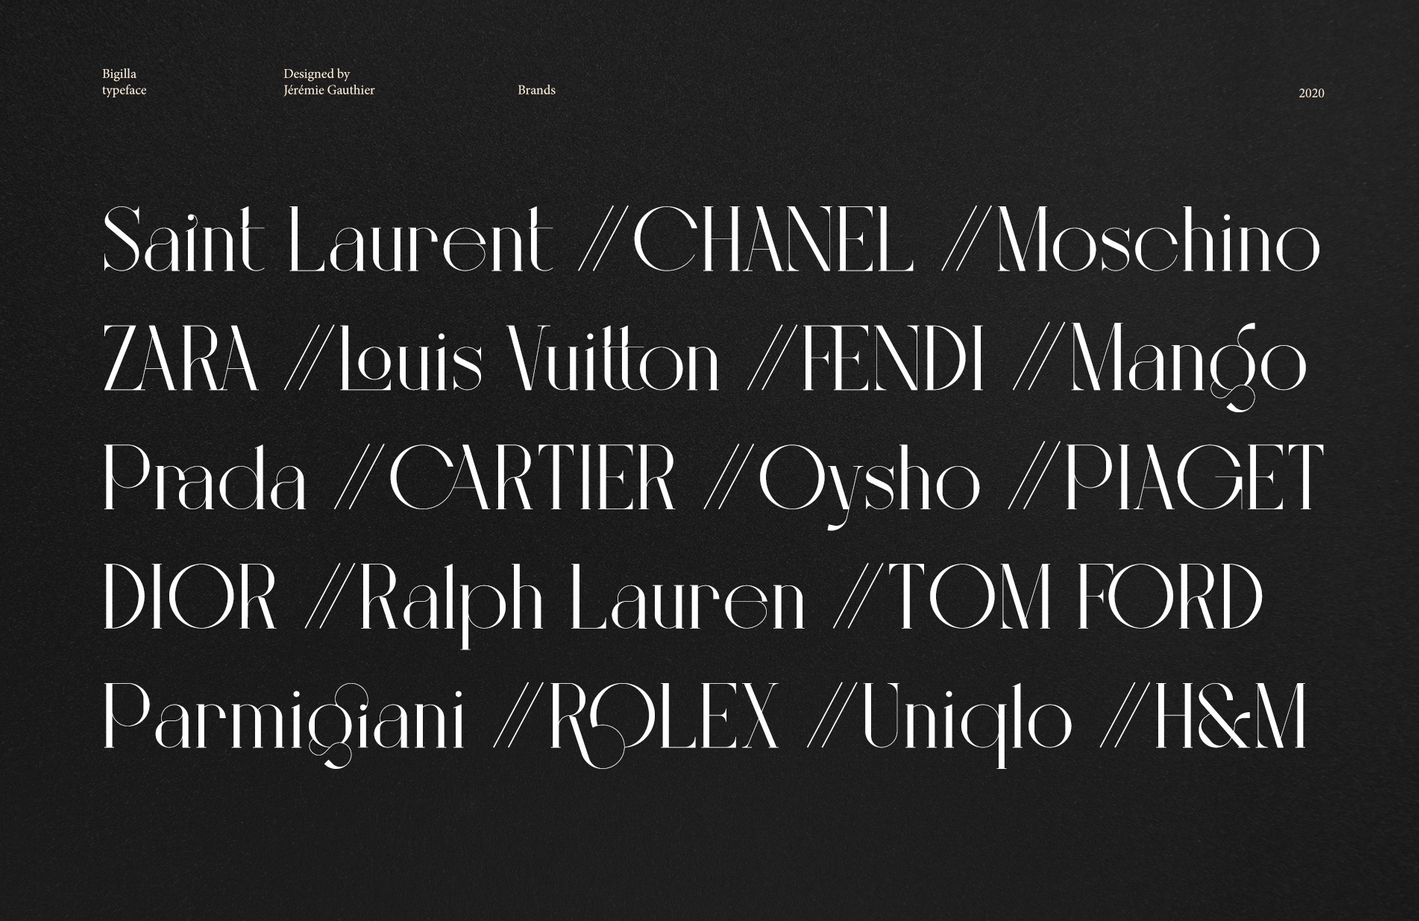 Bigilla
typeface
Designed by
Jérémie Gauthier
Brands
2020
Saint Laurent //CHANEL //Moschino
ZARA //Louis Vuitton //FENDI //Mango
Prada //CARTIER //Oysho //PIAGET
DIOR //Ralph Lauren //TOM FORD
Parmigiani //ROLEX //Uniqlo //H&M